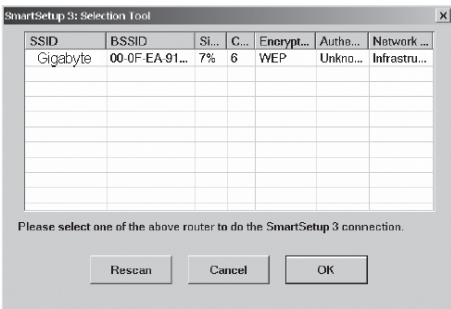 SmartSetup 3: Selection Tool
SSID BSSID Si... C... Encrypt... Authe... Network ...
Gigabyte 00-0F-EA-91... 7% 6 WEP Unkno... Infrastru...
Please select one of the above router to do the SmartSetup 3 connection.
Rescan Cancel OK